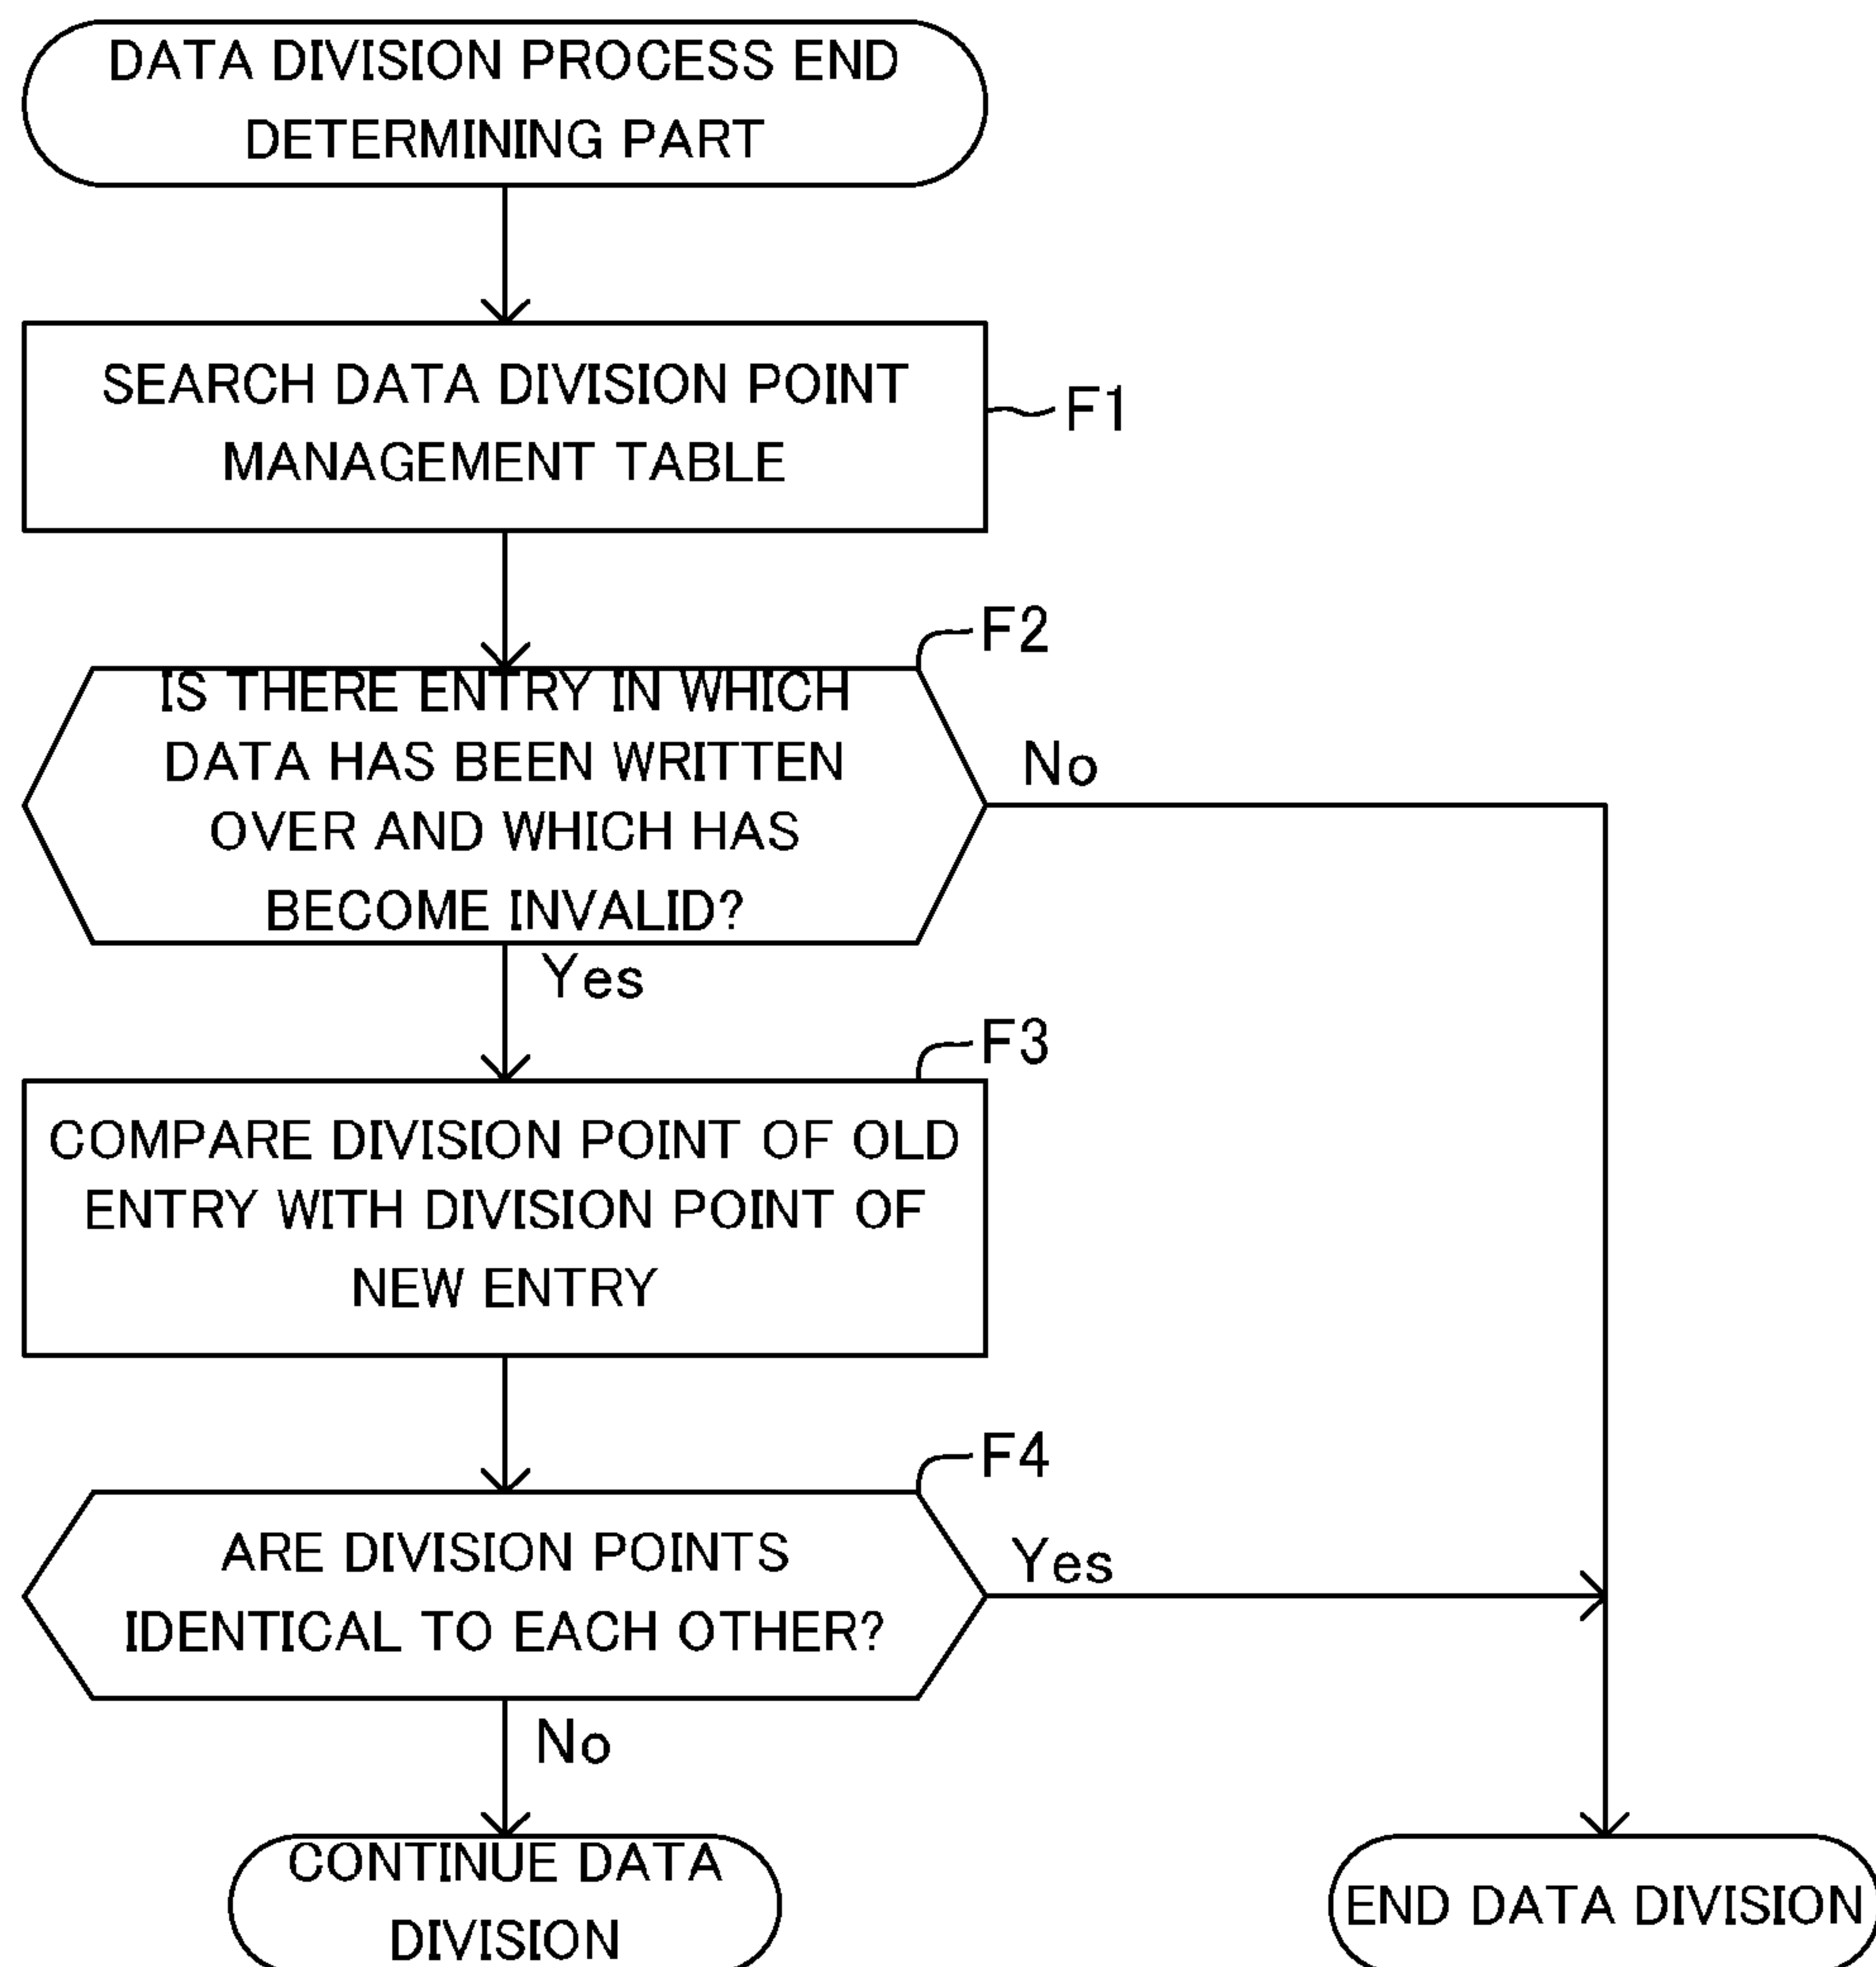 DATA DIVISION PROCESS END
DETERMINING PART
SEARCH DATA DIVISION POINT
MANAGEMENT TABLE
F1
F2
IS THERE ENTRY IN WHICH
DATA HAS BEEN WRITTEN
OVER AND WHICH HAS
BECOME INVALID?
No
Yes
F3
COMPARE DIVISION POINT OF OLD
ENTRY WITH DIVISION POINT OF
NEW ENTRY
F4
ARE DIVISION POINTS
IDENTICAL TO EACH OTHER?
Yes
No
CONTINUE DATA
DIVISION
END DATA DIVISION